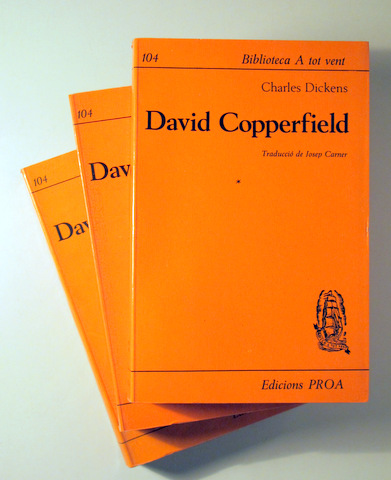 104 Biblioteca A tot vent
Charles Dickens
David Copperfield
Traducció de Josep Carner
*
Edicions PROA
104
Dav
104
Dav